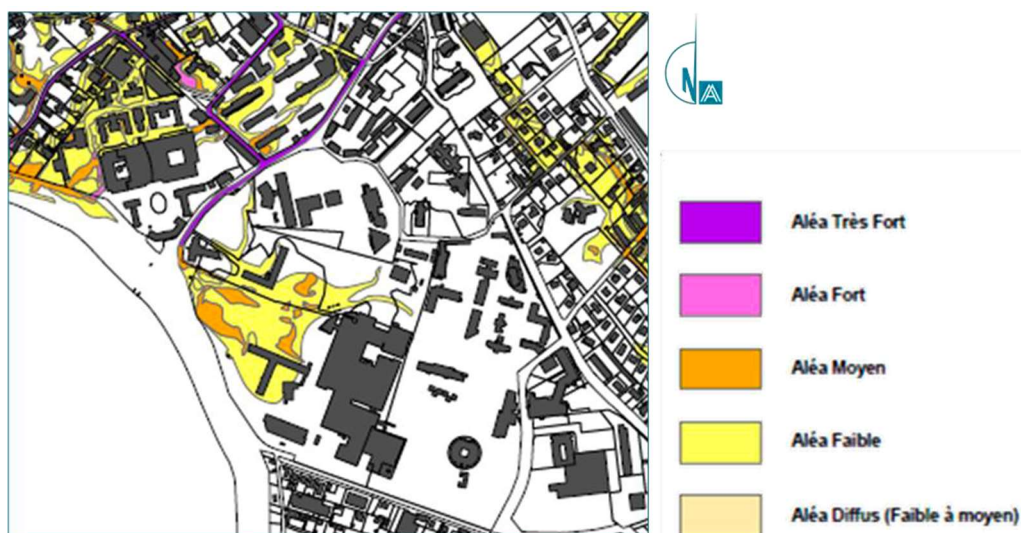 N
Aléa Très Fort
Aléa Fort
Aléa Moyen
Aléa Faible
Aléa Diffus (Faible à moyen)